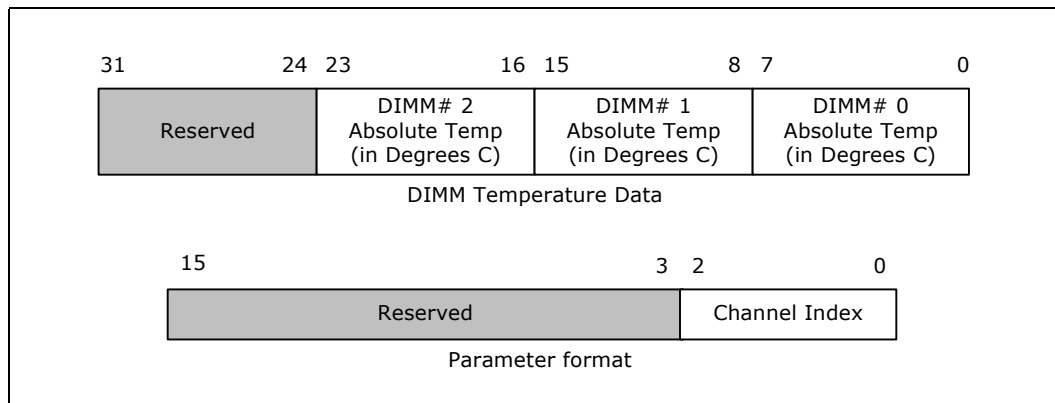 31 24 23 16 15 8 7 0
Reserved
DIMM# 2
Absolute Temp
(in Degrees C)
DIMM# 1
Absolute Temp
(in Degrees C)
DIMM# 0
Absolute Temp
(in Degrees C)
DIMM Temperature Data
15 3 2 0
Reserved Channel Index
Parameter format